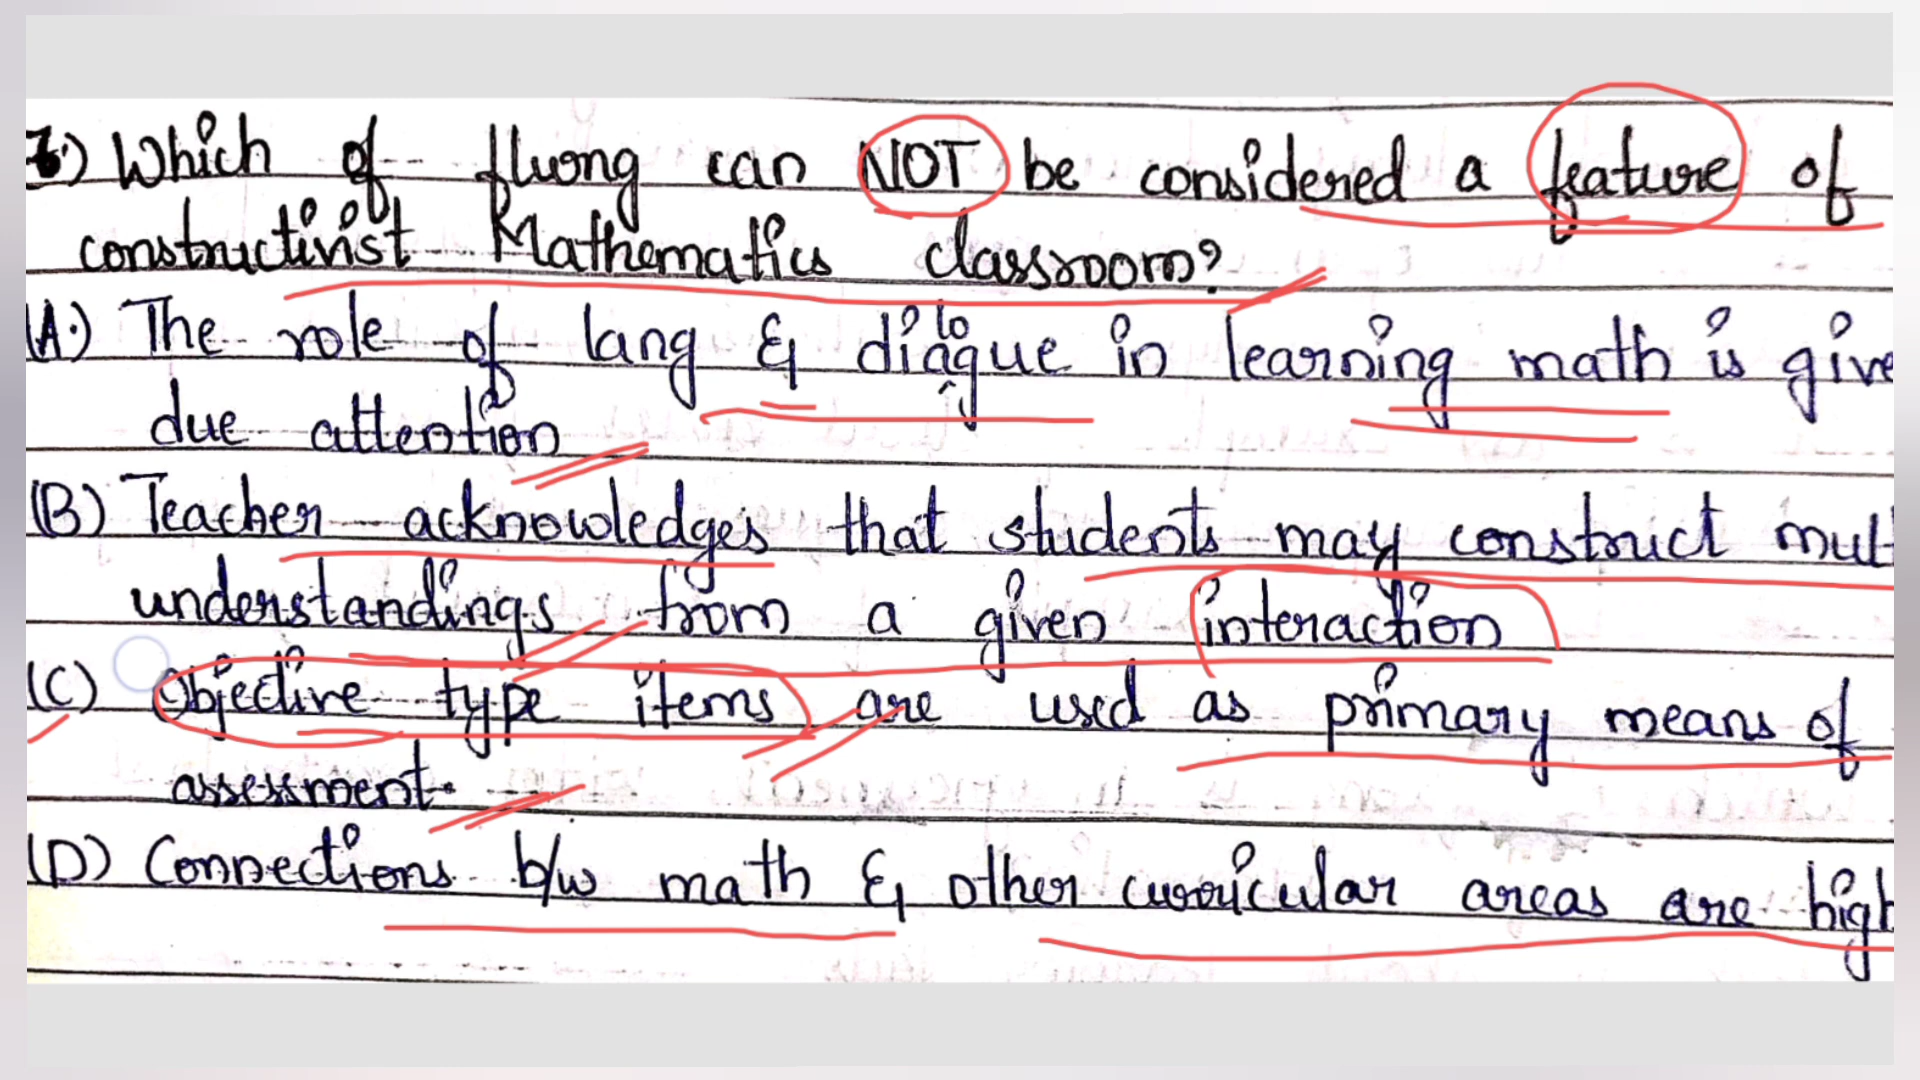 7.) Which of flwong can NOT be considered a feature of
constructivist Mathematics classroom?
(A.) The role of lang & dialogue in learning math is give
due attention
(B) Teacher acknowledges that students may construct mul
understandings from a given interaction
(C) Objective type items are used as primary means of
assessment.
(D) Connections b/w math & other curricular areas are high